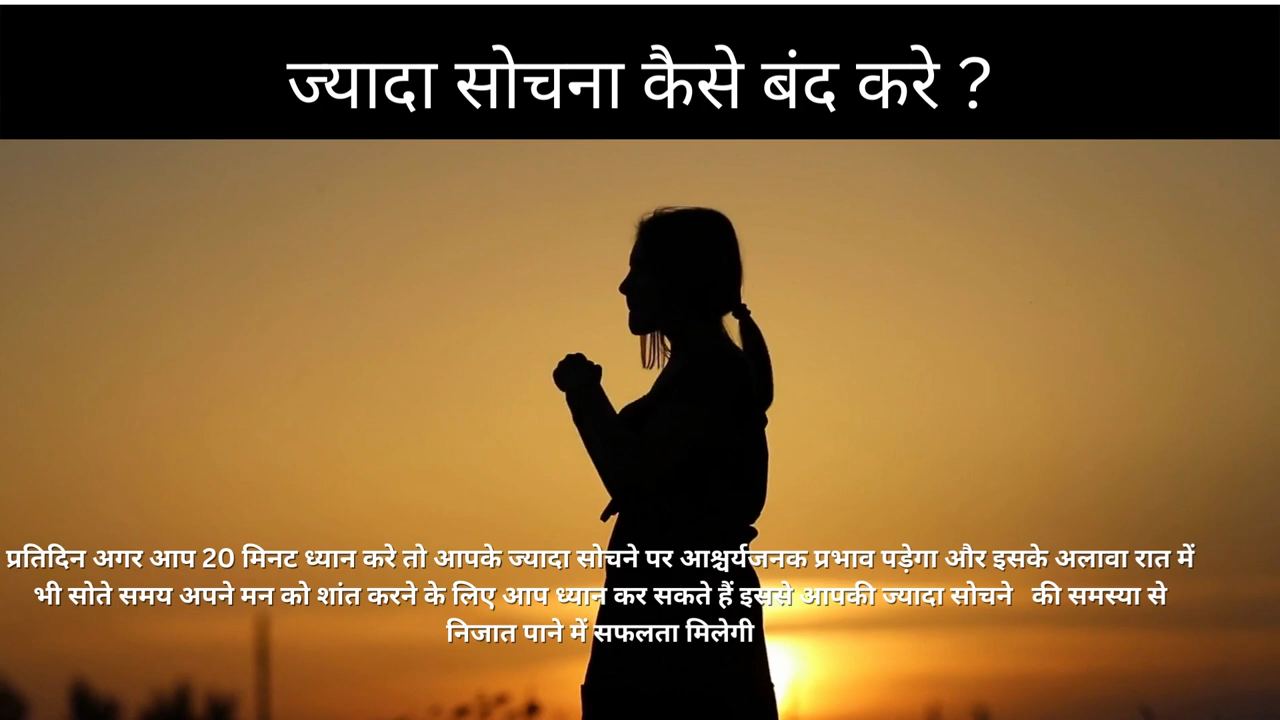 ज्यादा सोचना कैसे बंद करे ?
प्रतिदिन अगर आप 20 मिनट ध्यान करे तो आपके ज्यादा सोचने पर आश्चर्यजनक प्रभाव पड़ेगा और इसके अलावा रात में
भी सोते समय अपने मन को शांत करने के लिए आप ध्यान कर सकते हैं इससे आपकी ज्यादा सोचने की समस्या से
निजात पाने में सफलता मिलेगी